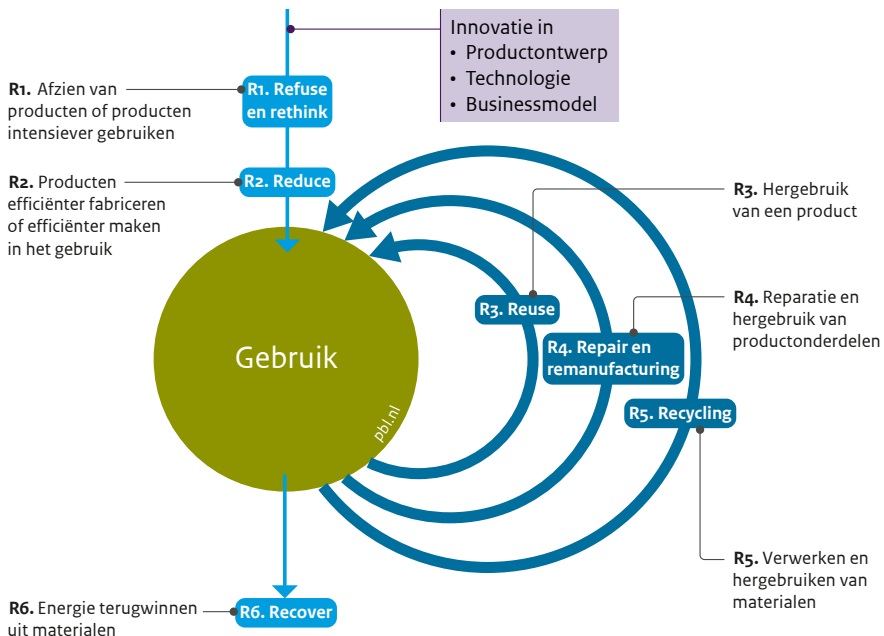 Innovatie in
• Productontwerp
• Technologie
• Businessmodel
R1. Afzien van
producten of producten
intensiever gebruiken
R1. Refuse
en rethink
R2. Producten
efficiënter fabriceren
of efficiënter maken
in het gebruik
R2. Reduce
R3. Hergebruik
van een product
R3. Reuse
R4. Reparatie en
hergebruik van
productonderdelen
R4. Repair en
remanufacturing
Gebruik
pbl.nl
R5. Recycling
R5. Verwerken en
hergebruiken van
materialen
R6. Energie terugwinnen
uit materialen
R6. Recover